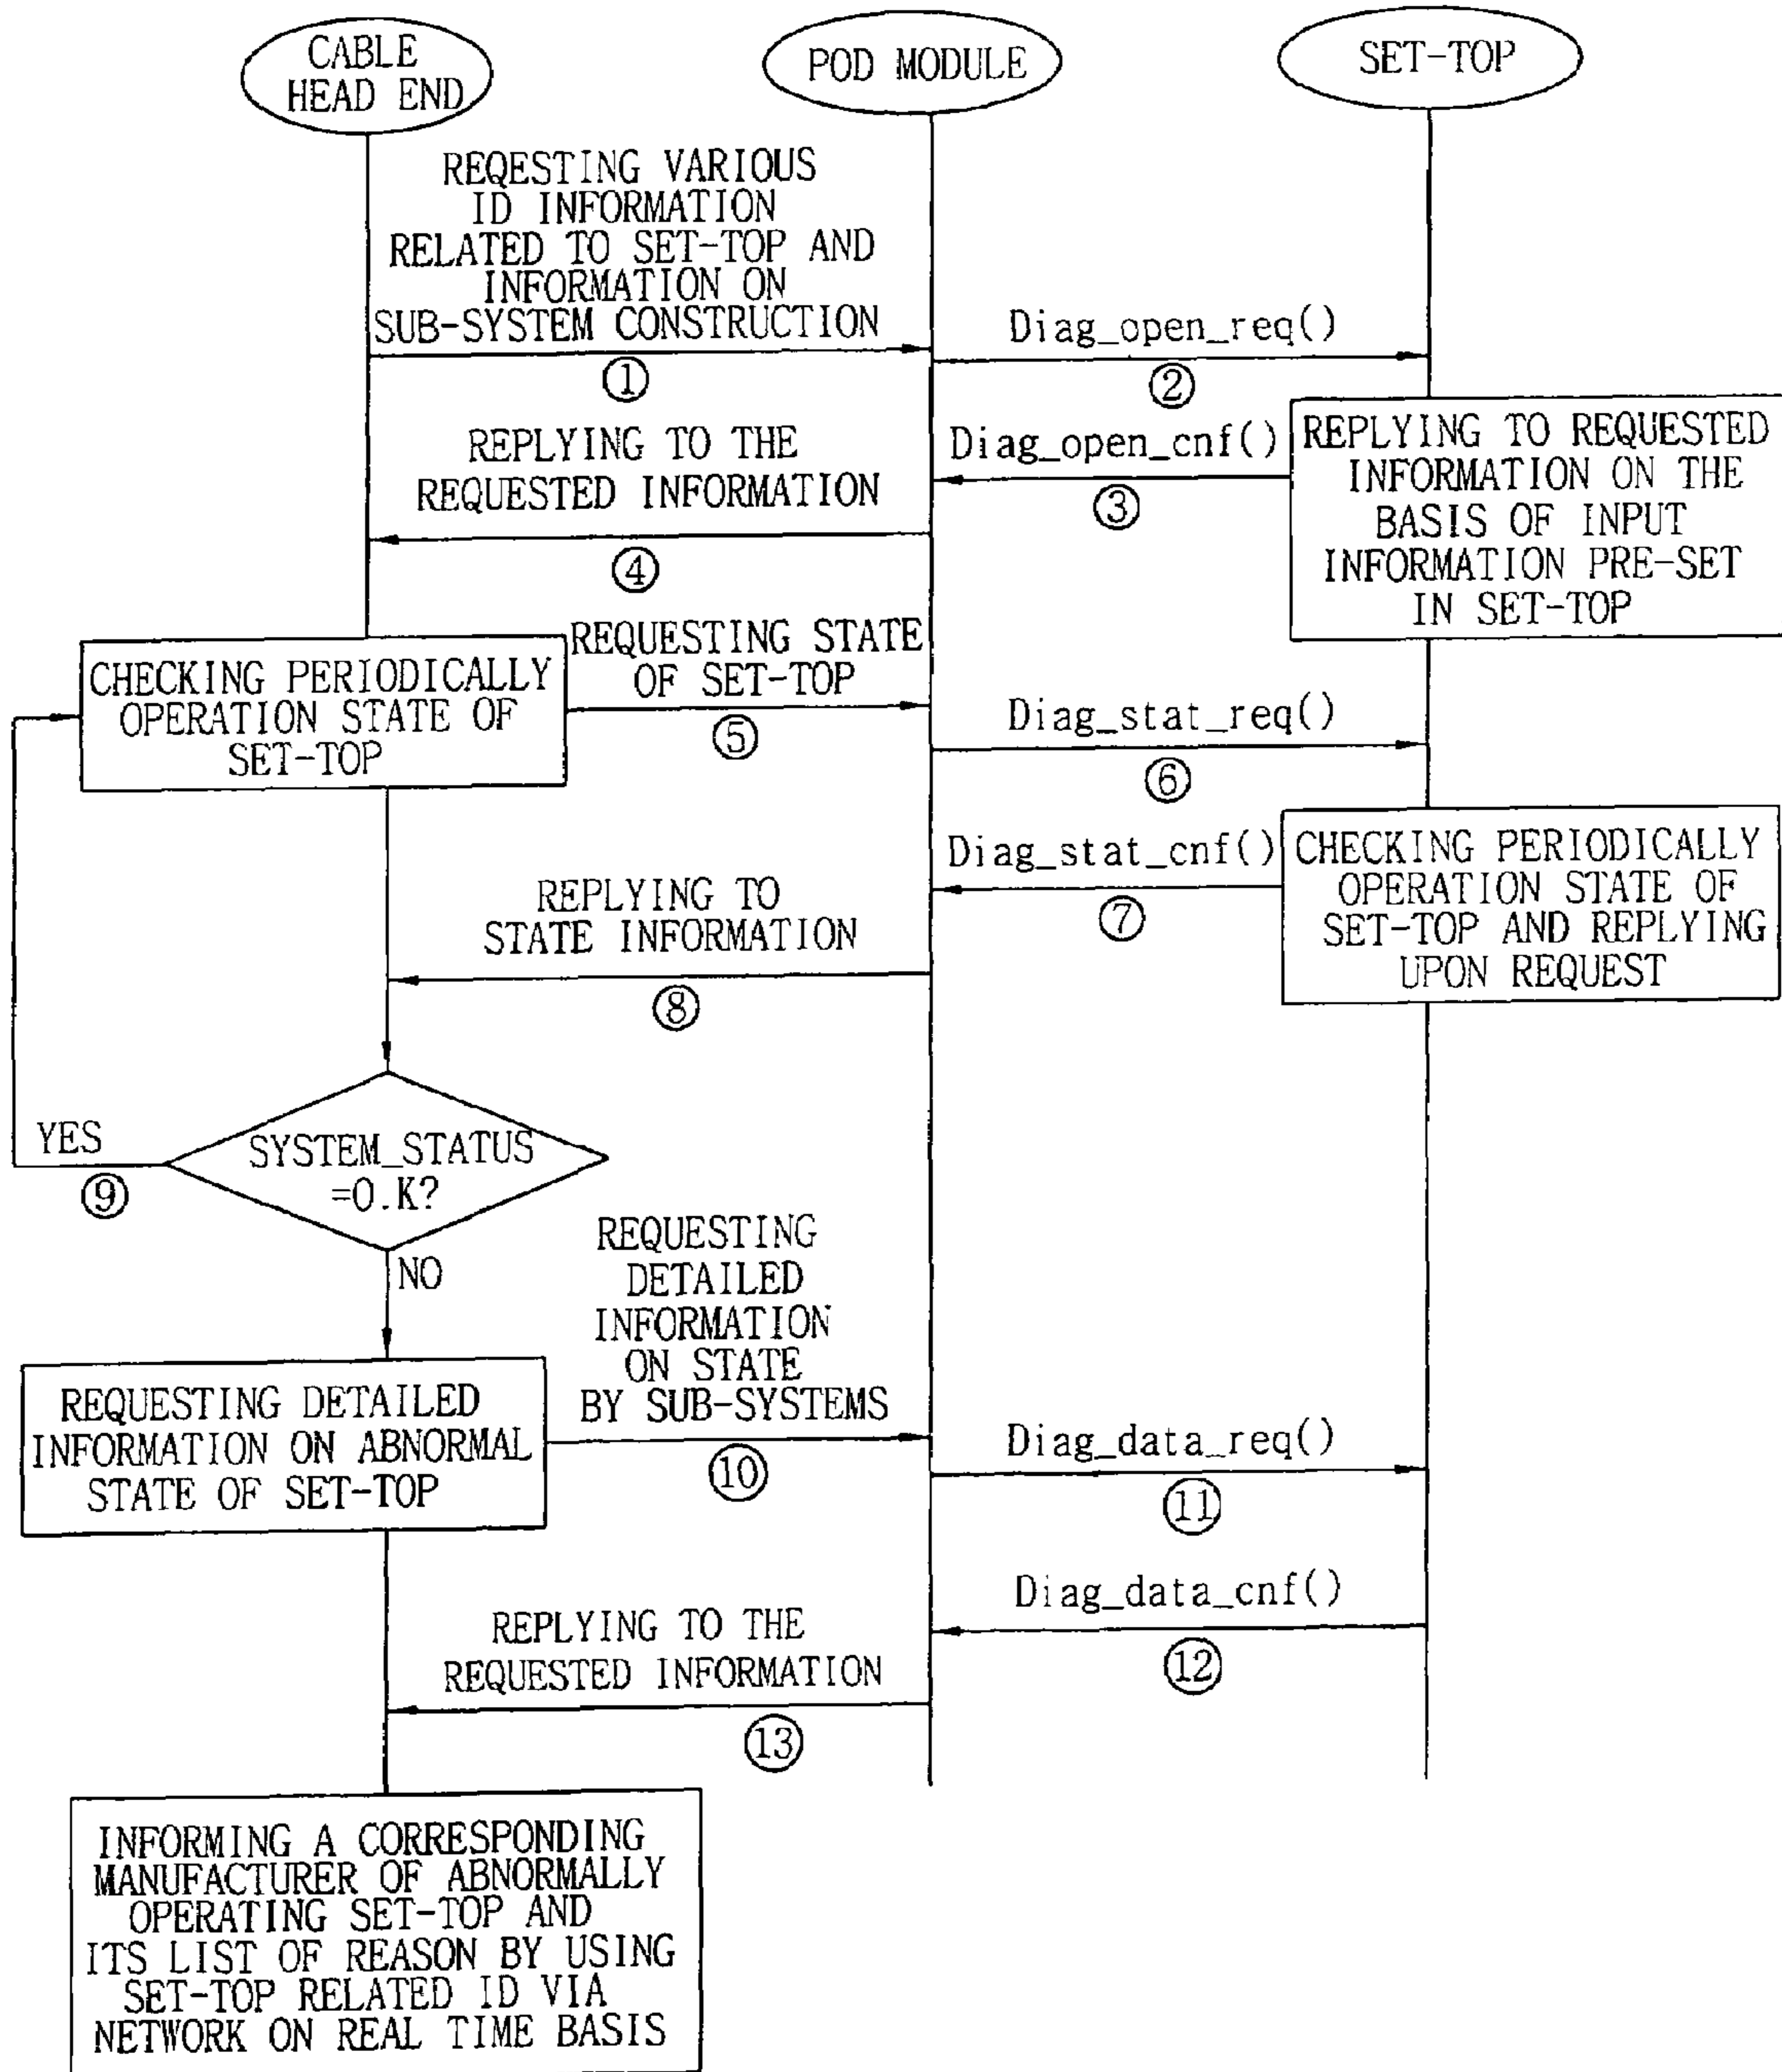 CABLE
HEAD END
POD MODULE
SET-TOP
REQESTING VARIOUS
ID INFORMATION
RELATED TO SET-TOP AND
INFORMATION ON
SUB-SYSTEM CONSTRUCTION
①
Diag_open_req()
②
Diag_open_cnf()
③
REPLYING TO REQUESTED
INFORMATION ON THE
BASIS OF INPUT
INFORMATION PRE-SET
IN SET-TOP
REPLYING TO THE
REQUESTED INFORMATION
④
CHECKING PERIODICALLY
OPERATION STATE OF
SET-TOP
REQUESTING STATE
OF SET-TOP
⑤
Diag_stat_req()
⑥
Diag_stat_cnf()
⑦
CHECKING PERIODICALLY
OPERATION STATE OF
SET-TOP AND REPLYING
UPON REQUEST
REPLYING TO
STATE INFORMATION
⑧
YES
⑨
SYSTEM_STATUS
=O.K?
NO
REQUESTING
DETAILED
INFORMATION
ON STATE
BY SUB-SYSTEMS
⑩
REQUESTING DETAILED
INFORMATION ON ABNORMAL
STATE OF SET-TOP
Diag_data_req()
⑪
Diag_data_cnf()
⑫
REPLYING TO THE
REQUESTED INFORMATION
⑬
INFORMING A CORRESPONDING
MANUFACTURER OF ABNORMALLY
OPERATING SET-TOP AND
ITS LIST OF REASON BY USING
SET-TOP RELATED ID VIA
NETWORK ON REAL TIME BASIS